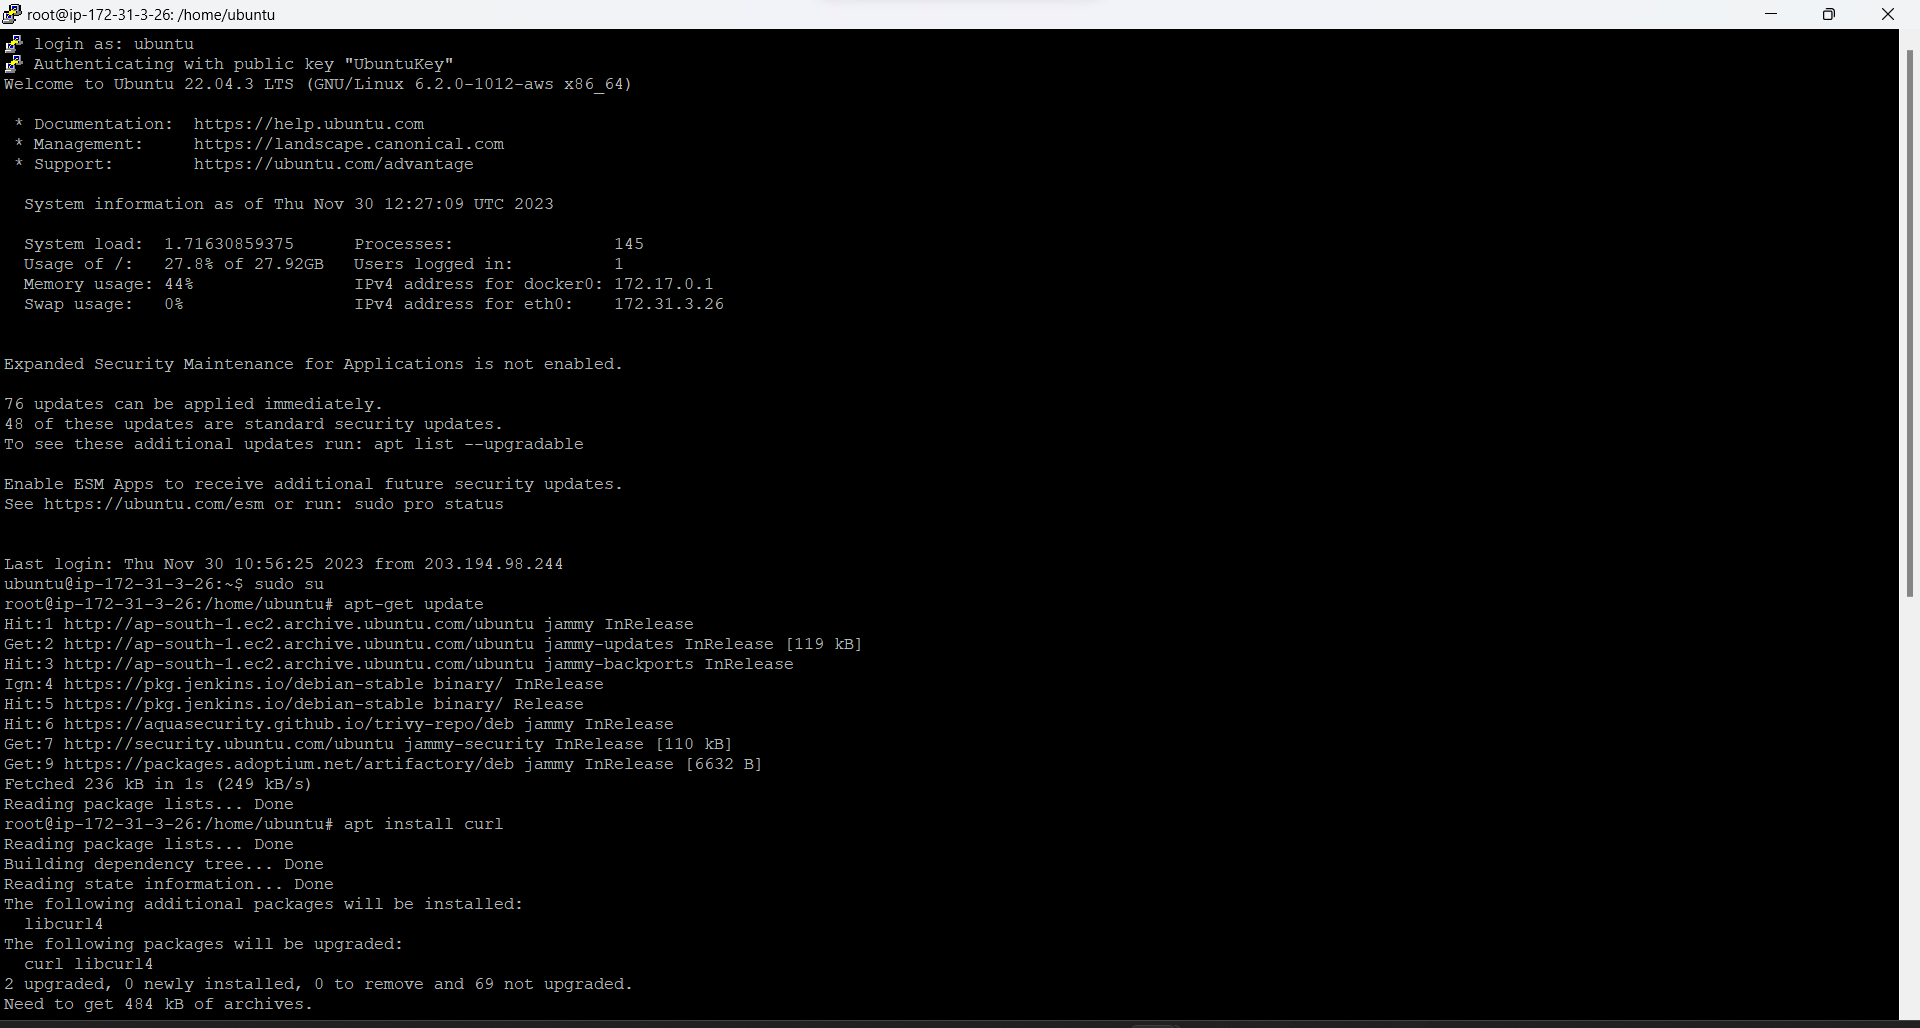 root@ip-172-31-3-26: /home/ubuntu
login as: ubuntu
Authenticating with public key "UbuntuKey"
Welcome to Ubuntu 22.04.3 LTS (GNU/Linux 6.2.0-1012-aws x86_64)
* Documentation:  https://help.ubuntu.com
* Management:     https://landscape.canonical.com
* Support:        https://ubuntu.com/advantage
System information as of Thu Nov 30 12:27:09 UTC 2023
System load:  1.71630859375      Processes:                145
Usage of /:   27.8% of 27.92GB   Users logged in:          1
Memory usage: 44%                IPv4 address for docker0: 172.17.0.1
Swap usage:   0%                 IPv4 address for eth0:    172.31.3.26
Expanded Security Maintenance for Applications is not enabled.
76 updates can be applied immediately.
48 of these updates are standard security updates.
To see these additional updates run: apt list --upgradable
Enable ESM Apps to receive additional future security updates.
See https://ubuntu.com/esm or run: sudo pro status
Last login: Thu Nov 30 10:56:25 2023 from 203.194.98.244
ubuntu@ip-172-31-3-26:~$ sudo su
root@ip-172-31-3-26:/home/ubuntu# apt-get update
Hit:1 http://ap-south-1.ec2.archive.ubuntu.com/ubuntu jammy InRelease
Get:2 http://ap-south-1.ec2.archive.ubuntu.com/ubuntu jammy-updates InRelease [119 kB]
Hit:3 http://ap-south-1.ec2.archive.ubuntu.com/ubuntu jammy-backports InRelease
Ign:4 https://pkg.jenkins.io/debian-stable binary/ InRelease
Hit:5 https://pkg.jenkins.io/debian-stable binary/ Release
Hit:6 https://aquasecurity.github.io/trivy-repo/deb jammy InRelease
Get:7 http://security.ubuntu.com/ubuntu jammy-security InRelease [110 kB]
Get:9 https://packages.adoptium.net/artifactory/deb jammy InRelease [6632 B]
Fetched 236 kB in 1s (249 kB/s)
Reading package lists... Done
root@ip-172-31-3-26:/home/ubuntu# apt install curl
Reading package lists... Done
Building dependency tree... Done
Reading state information... Done
The following additional packages will be installed:
libcurl4
The following packages will be upgraded:
curl libcurl4
2 upgraded, 0 newly installed, 0 to remove and 69 not upgraded.
Need to get 484 kB of archives.